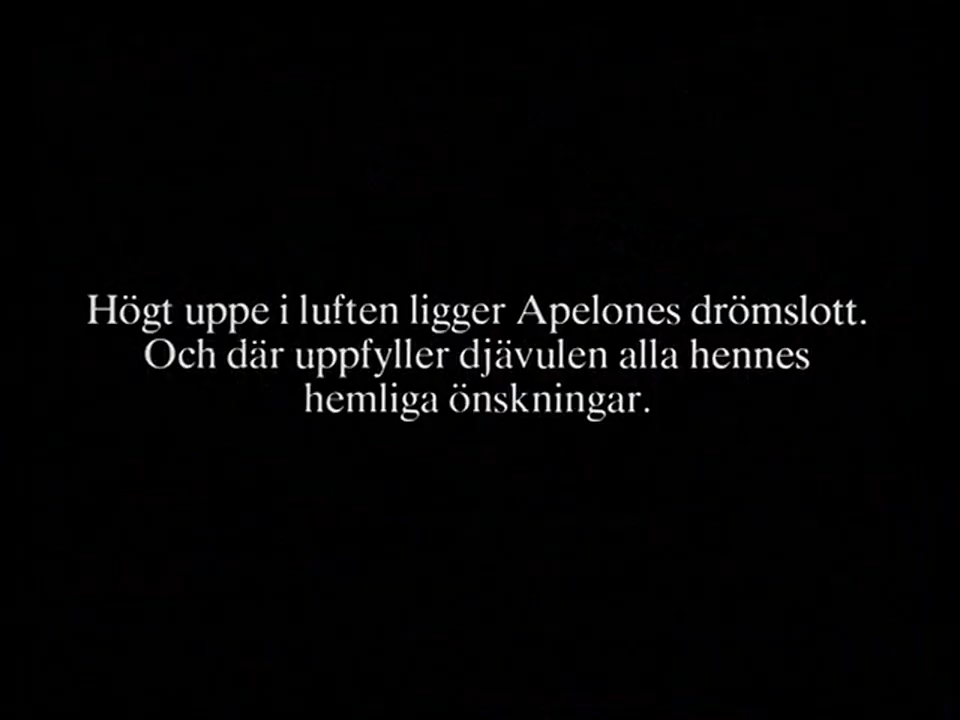 Högt uppe i luften ligger Apelones drömslott.
Och där uppfyller djävulen alla hennes
hemliga önskningar.